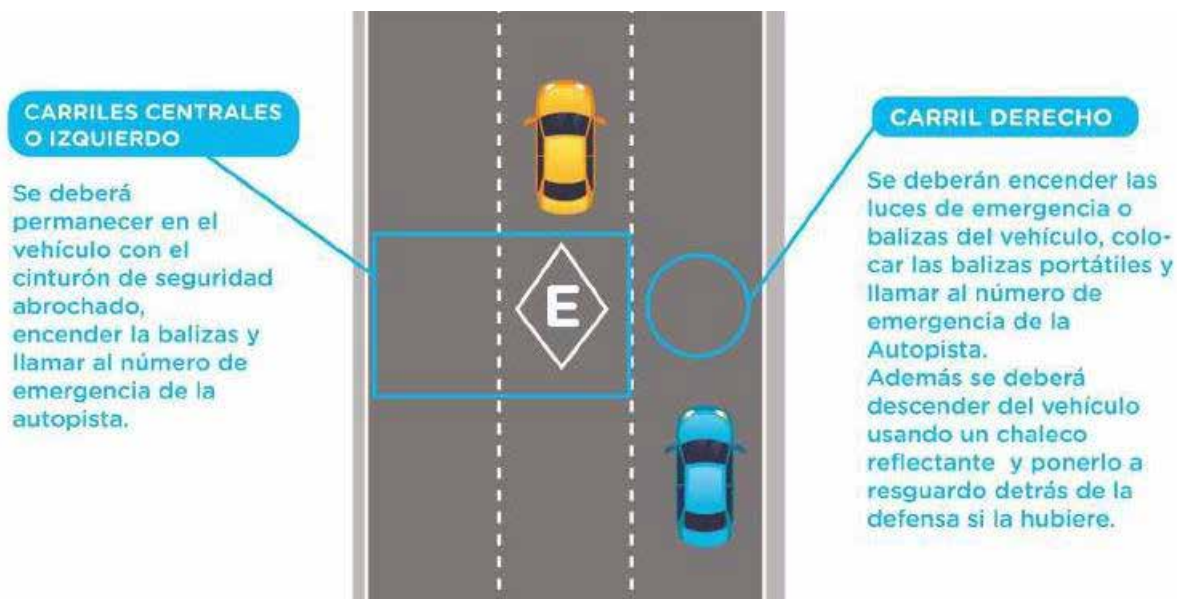 CARRILES CENTRALES
O IZQUIERDO
Se deberá
permanecer en el
vehículo con el
cinturón de seguridad
abrochado,
encender la balizas y
llamar al número de
emergencia de la
autopista.
E
CARRIL DERECHO
Se deberán encender las
luces de emergencia o
balizas del vehículo, colo-
car las balizas portátiles y
llamar al número de
emergencia de la
Autopista.
Además se deberá
descender del vehículo
usando un chaleco
reflectante y ponerlo a
resguardo detrás de la
defensa si la hubiere.